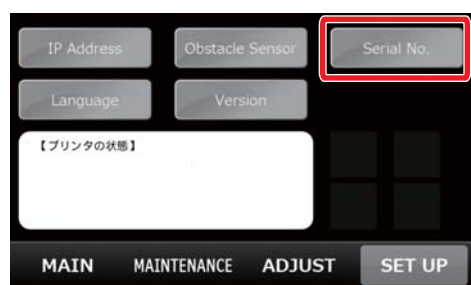 IP Address
Obstacle Sensor
Serial No.
Language
Version
【プリンタの状態】
MAIN
MAINTENANCE
ADJUST
SET UP